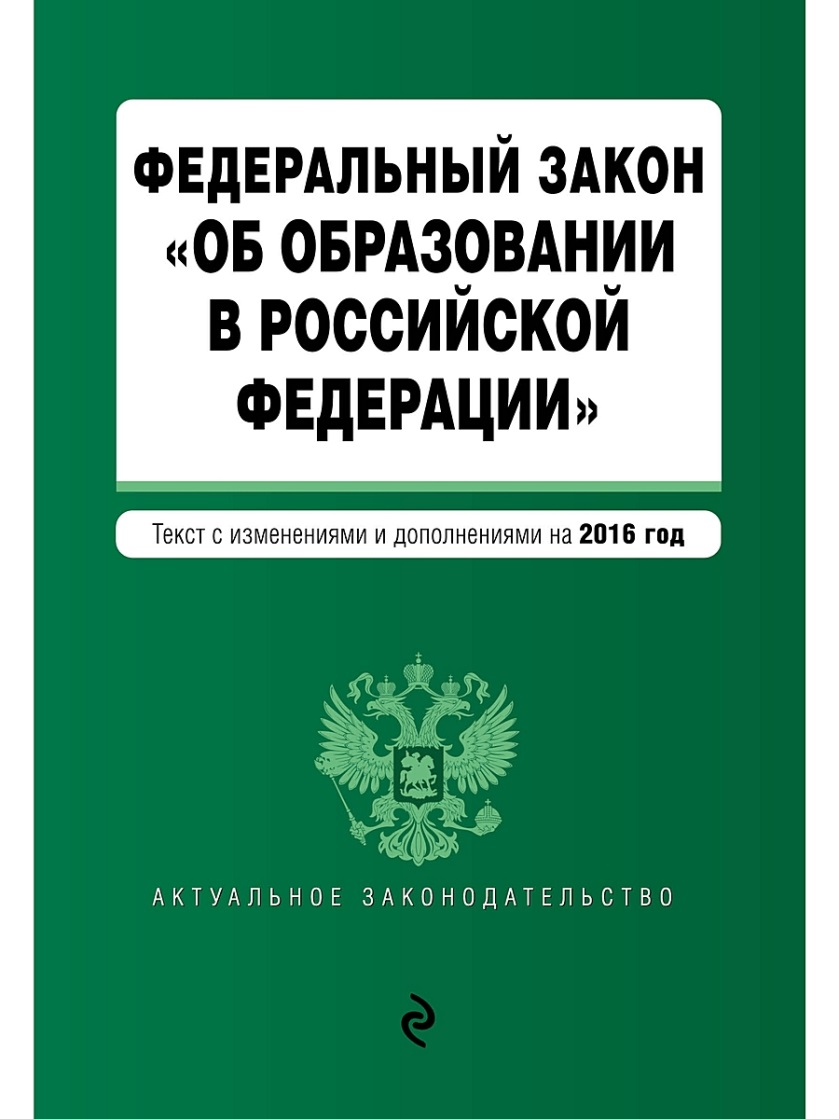 ФЕДЕРАЛЬНЫЙ ЗАКОН
«ОБ ОБРАЗОВАНИИ
В РОССИЙСКОЙ
ФЕДЕРАЦИИ»
Текст с изменениями и дополнениями на 2016 год
АКТУАЛЬНОЕ ЗАКОНОДАТЕЛЬСТВО